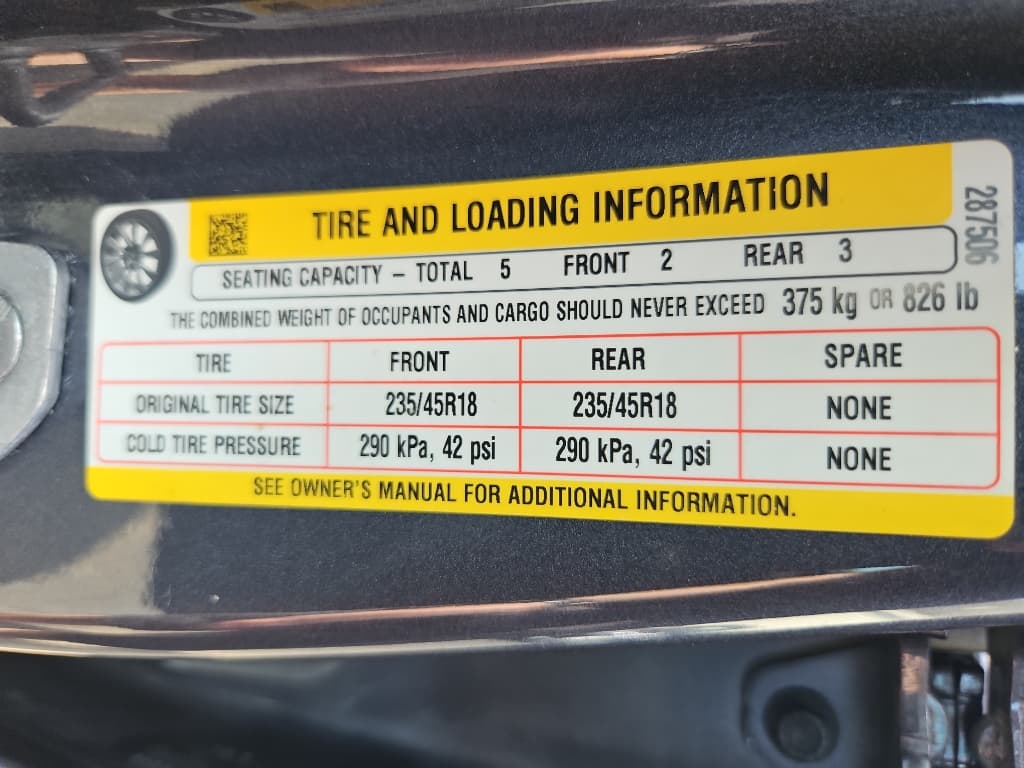 TIRE AND LOADING INFORMATION
287506
SEATING CAPACITY – TOTAL 5 FRONT 2 REAR 3
THE COMBINED WEIGHT OF OCCUPANTS AND CARGO SHOULD NEVER EXCEED 375 kg OR 826 lb
TIRE FRONT REAR SPARE
ORIGINAL TIRE SIZE 235/45R18 235/45R18 NONE
COLD TIRE PRESSURE 290 kPa, 42 psi 290 kPa, 42 psi NONE
SEE OWNER'S MANUAL FOR ADDITIONAL INFORMATION.